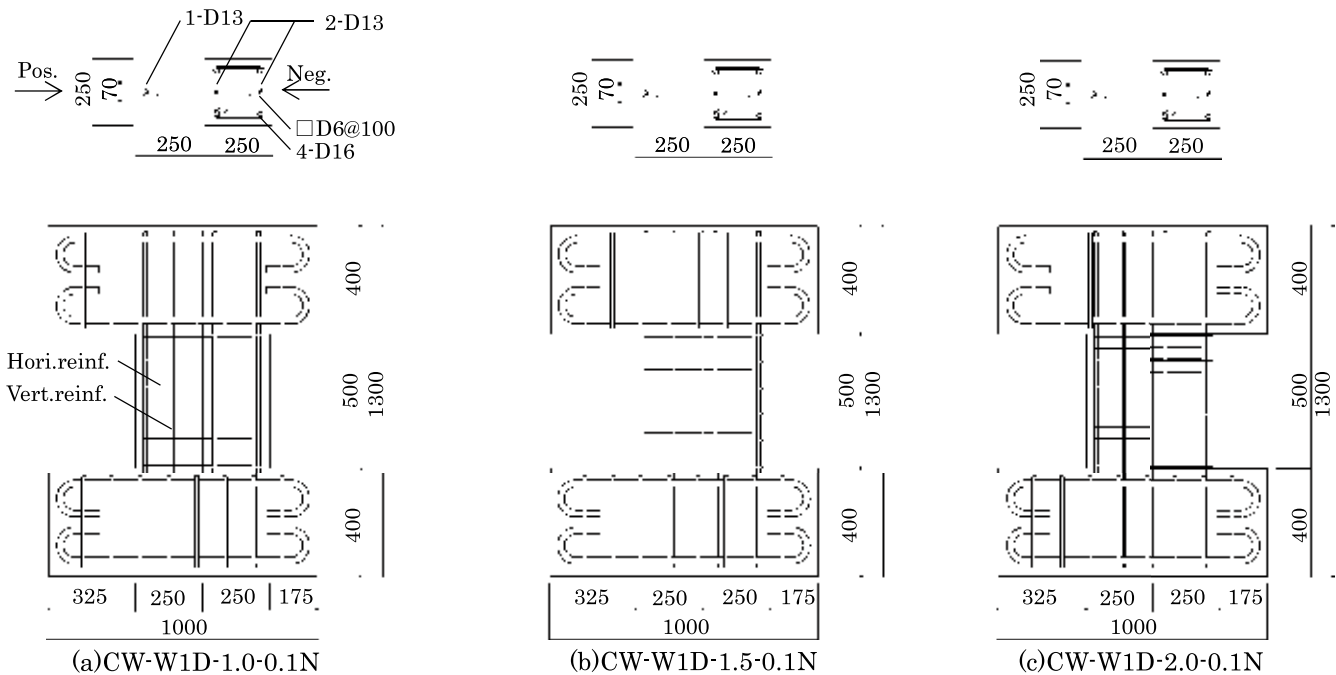 1-D13
2-D13
Pos.
Neg.
250
70
□D6@100
4-D16
250 250
250
70
250 250
250
70
250 250
Hori.reinf.
Vert.reinf.
400
500
1300
400
400
500
1300
400
400
500
1300
400
325 250 250 175
1000
325 250 250 175
1000
325 250 250 175
1000
(a)CW-W1D-1.0-0.1N
(b)CW-W1D-1.5-0.1N
(c)CW-W1D-2.0-0.1N